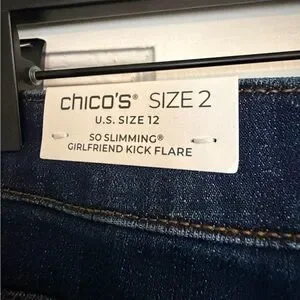 chico's® SIZE 2
U.S. SIZE 12
SO SLIMMING®
GIRLFRIEND KICK FLARE